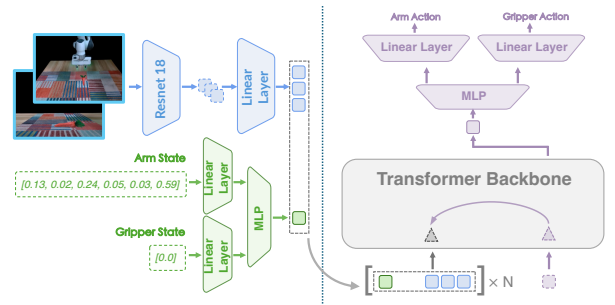 Resnet 18
Linear
Layer
Arm State
[0.13, 0.02, 0.24, 0.05, 0.03, 0.59]
Linear
Layer
MLP
Gripper State
[0.0]
Linear
Layer
Arm Action
Gripper Action
Linear Layer
Linear Layer
MLP
Transformer Backbone
[ ] × N